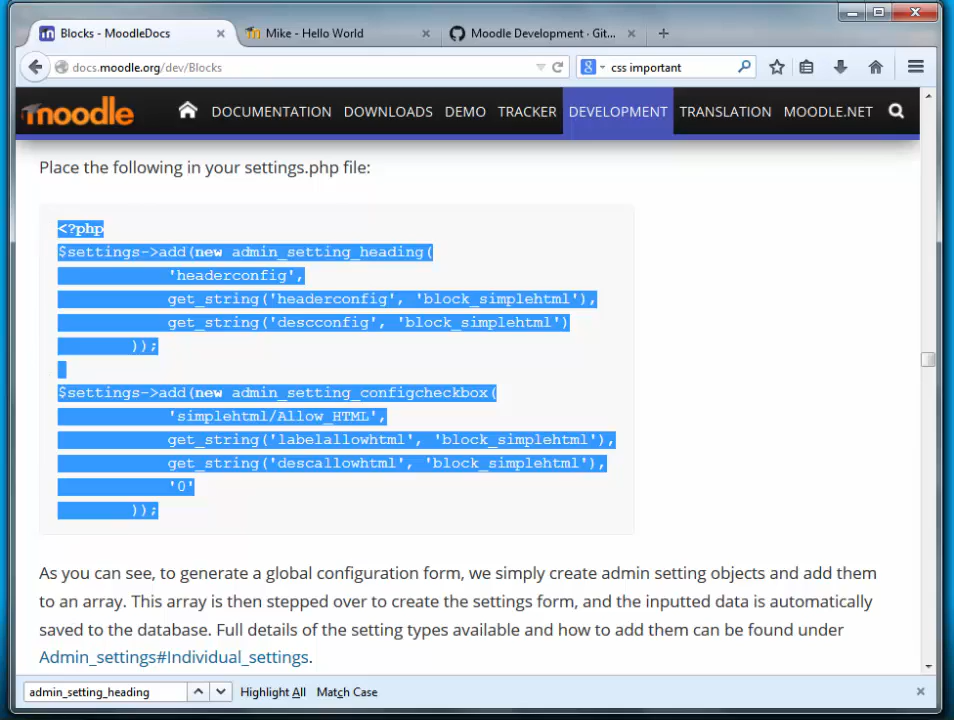 Blocks - MoodleDocs
Mike - Hello World
Moodle Development · Git...
docs.moodle.org/dev/Blocks
css important
moodle
DOCUMENTATION DOWNLOADS DEMO TRACKER DEVELOPMENT TRANSLATION MOODLE.NET
Place the following in your settings.php file:
<?php
$settings->add(new admin_setting_heading(
'headerconfig',
get_string('headerconfig', 'block_simplehtml'),
get_string('descconfig', 'block_simplehtml')
));
$settings->add(new admin_setting_configcheckbox(
'simplehtml/Allow_HTML',
get_string('labelallowhtml', 'block_simplehtml'),
get_string('descallowhtml', 'block_simplehtml'),
'0'
));
As you can see, to generate a global configuration form, we simply create admin setting objects and add them
to an array. This array is then stepped over to create the settings form, and the inputted data is automatically
saved to the database. Full details of the setting types available and how to add them can be found under
Admin_settings#Individual_settings.
admin_setting_heading
Highlight All Match Case